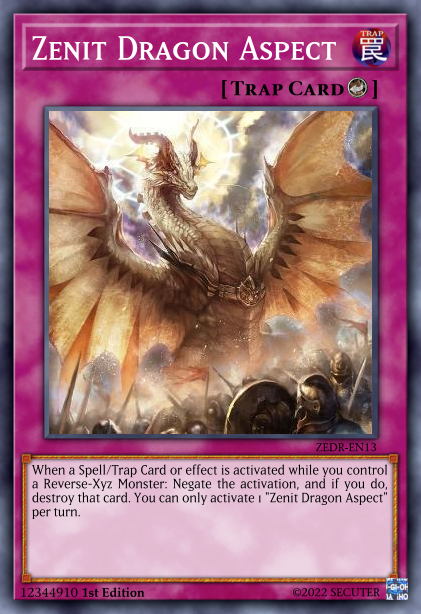 Zenit Dragon Aspect
TRAP
罠
[Trap Card]
ZEDR-EN13
When a Spell/Trap Card or effect is activated while you control
a Reverse-Xyz Monster: Negate the activation, and if you do,
destroy that card. You can only activate 1 "Zenit Dragon Aspect"
per turn.
12344910 1st Edition
©2022 SECUTER